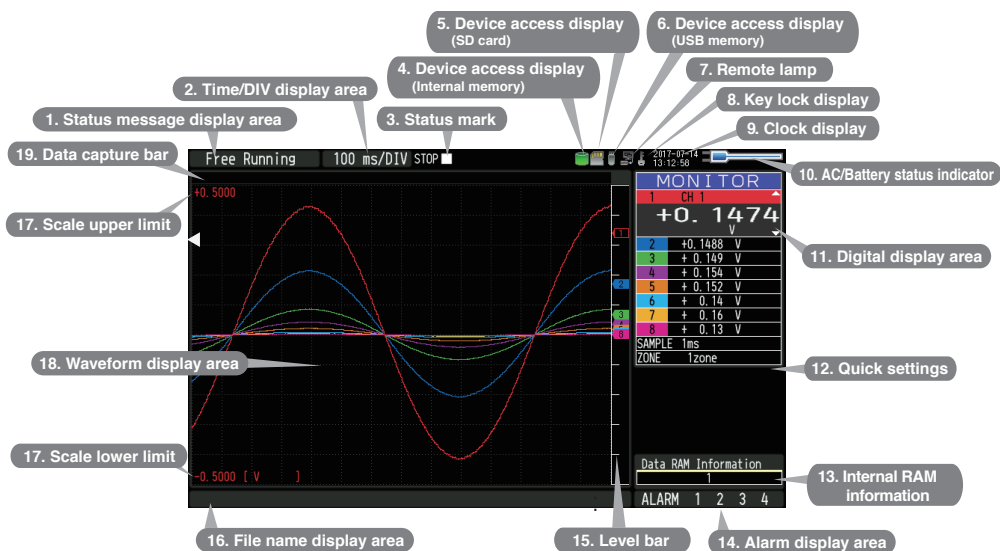 5. Device access display
(SD card)
6. Device access display
(USB memory)
4. Device access display
(Internal memory)
7. Remote lamp
2. Time/DIV display area
8. Key lock display
1. Status message display area
3. Status mark
9. Clock display
19. Data capture bar
Free Running
100 ms/DIV
STOP
2017-07-14
13:12:56
10. AC/Battery status indicator
17. Scale upper limit
+0.5000
MONITOR
1 CH 1
+0.1474
V
11. Digital display area
2 +0.1488 V
3 + 0.149 V
4 + 0.154 V
5 + 0.152 V
6 + 0.14 V
7 + 0.16 V
8 + 0.13 V
SAMPLE 1ms
ZONE 1zone
1
2
3
8
18. Waveform display area
12. Quick settings
17. Scale lower limit
-0.5000 [ V ]
Data RAM Information
1
13. Internal RAM
information
ALARM 1 2 3 4
16. File name display area
15. Level bar
14. Alarm display area